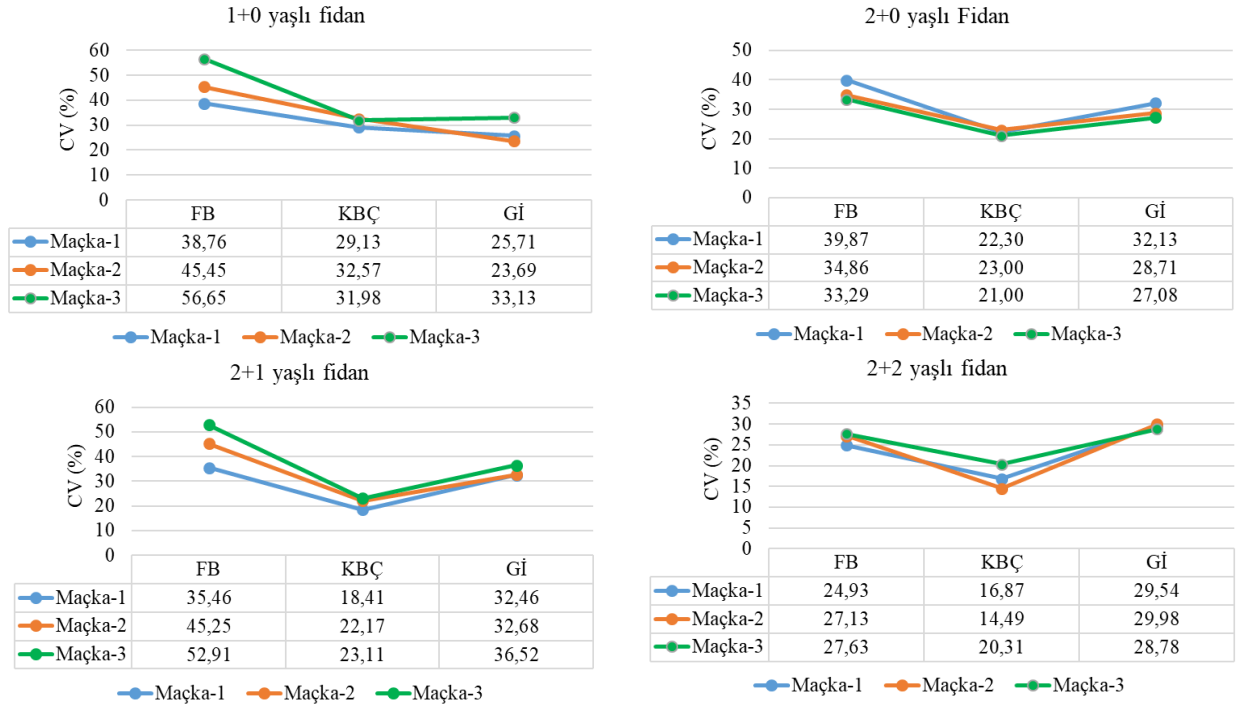 1+0 yaşlı fidan
60
50
40
30
20
10
0
CV (%)
FB KBÇ Gİ
Maçka-1 38,76 29,13 25,71
Maçka-2 45,45 32,57 23,69
Maçka-3 56,65 31,98 33,13
Maçka-1 Maçka-2 Maçka-3
2+0 yaşlı Fidan
50
40
30
20
10
0
CV (%)
FB KBÇ Gİ
Maçka-1 39,87 22,30 32,13
Maçka-2 34,86 23,00 28,71
Maçka-3 33,29 21,00 27,08
Maçka-1 Maçka-2 Maçka-3
2+1 yaşlı fidan
60
50
40
30
20
10
0
CV (%)
FB KBÇ Gİ
Maçka-1 35,46 18,41 32,46
Maçka-2 45,25 22,17 32,68
Maçka-3 52,91 23,11 36,52
Maçka-1 Maçka-2 Maçka-3
2+2 yaşlı fidan
35
30
25
20
15
10
5
0
CV (%)
FB KBÇ Gİ
Maçka-1 24,93 16,87 29,54
Maçka-2 27,13 14,49 29,98
Maçka-3 27,63 20,31 28,78
Maçka-1 Maçka-2 Maçka-3